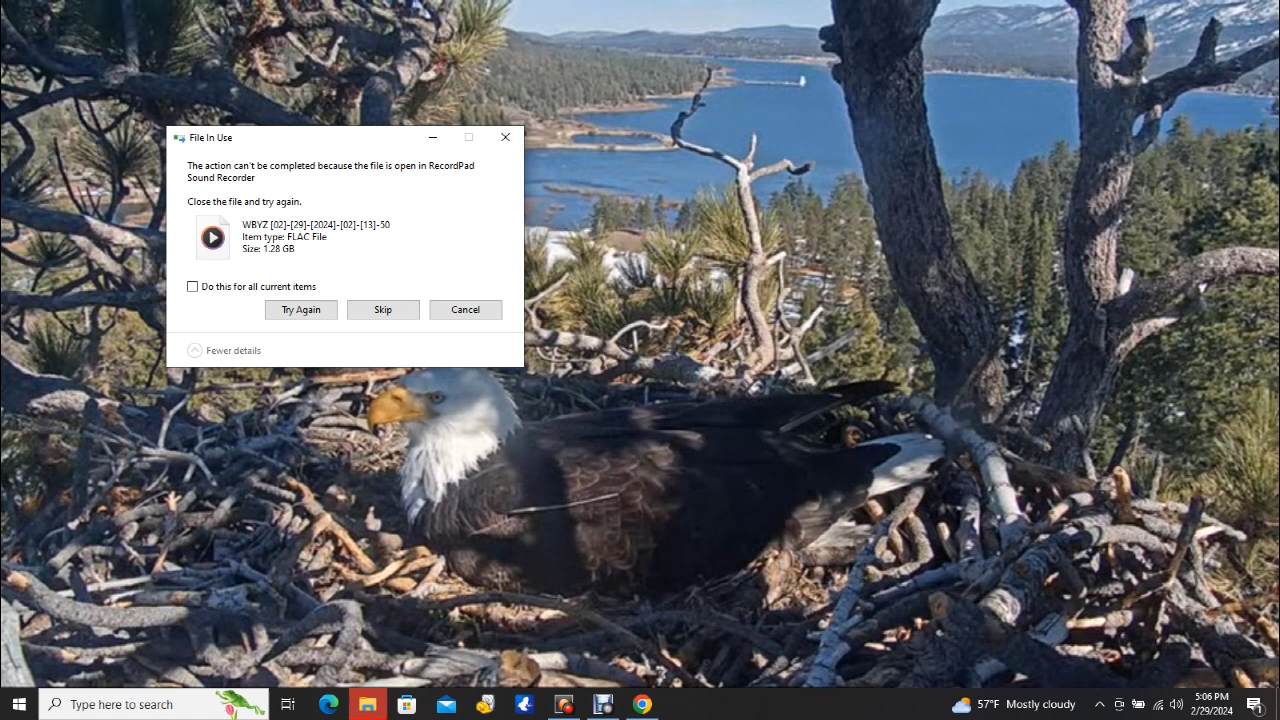 File In Use
The action can't be completed because the file is open in RecordPad
Sound Recorder
Close the file and try again.
WBYZ [02]-[29]-[2024]-[02]-[13]-50
Item type: FLAC File
Size: 1.28 GB
Do this for all current items
Try Again Skip Cancel
Fewer details
Type here to search
57°F Mostly cloudy
5:06 PM
2/29/2024
1